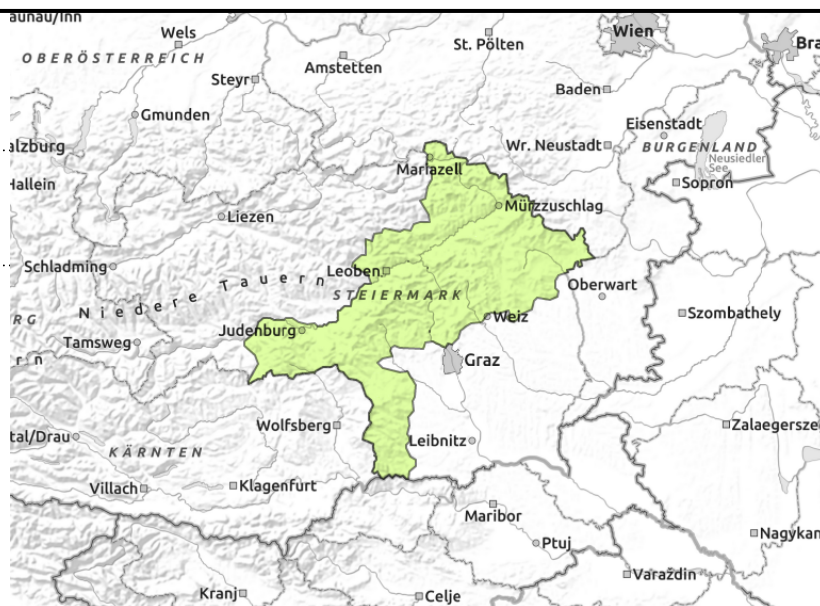 aunau/Inn
Wels
St. Pölten
Wien
Bra
OBERÖSTERREICH
Amstetten
Steyr
Baden
Gmunden
Eisenstadt
alzburg
Wr. Neustadt
BURGENLAND
Neusiedler
See
Mariazell
Hallein
Sopron
Mürzzuschlag
Liezen
Schladming
Leoben
Oberwart
Niedere Tauern
STEIERMARK
Szombathely
RG
Judenburg
Weiz
Tamsweg
ern
Graz
Wolfsberg
Zalaegersze
tal/Drau
Leibnitz
KÄRNTEN
Villach
Klagenfurt
Maribor
Ptuj
Nagykan
Varaždin
Kranj
Celje